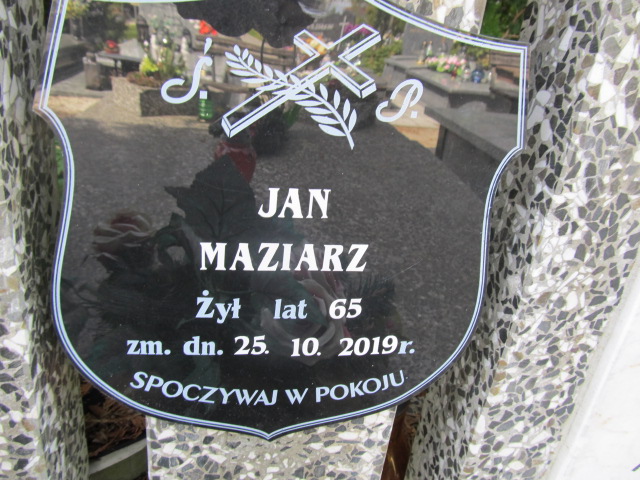 Ś. P.
JAN
MAZIARZ
Żył lat 65
zm. dn. 25. 10. 2019r.
SPOCZYWAJ W POKOJU